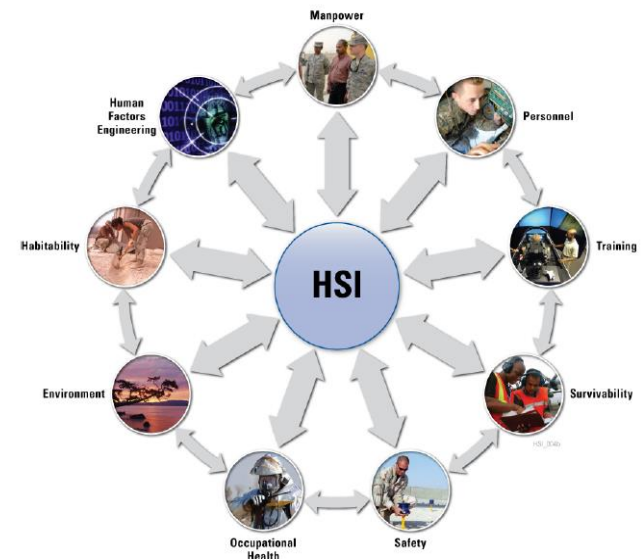 Manpower
Personnel
Training
Survivability
Safety
Occupational
Health
Environment
Habitability
Human
Factors
Engineering
HSI